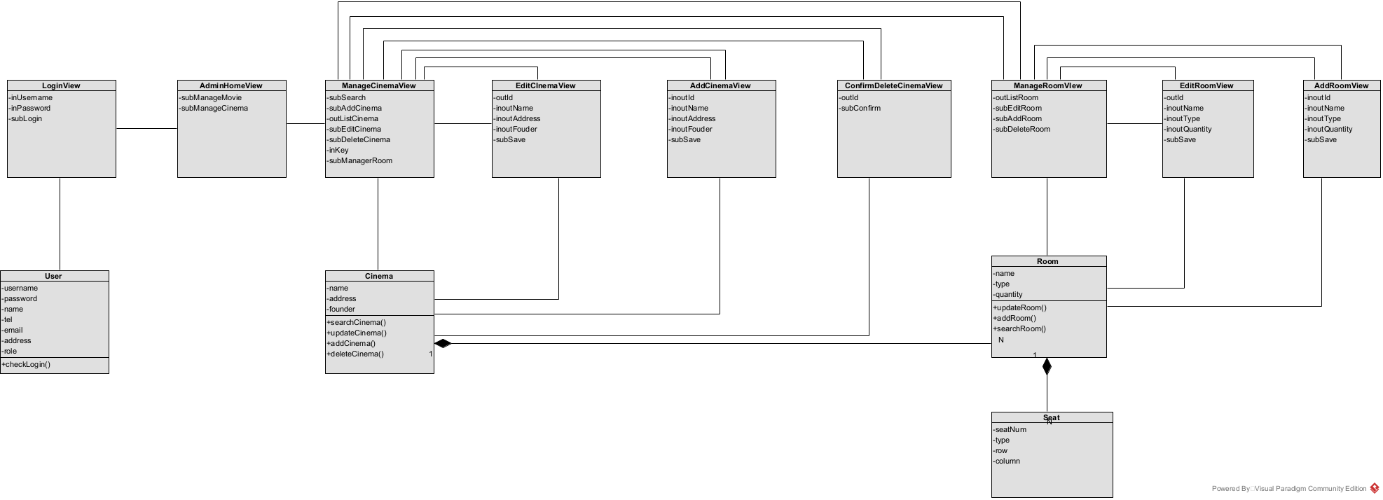 LoginView
-inUsername
-inPassword
-subLogin
AdminHomeView
-subManageMovie
-subManageCinema
ManageCinemaView
-subSearch
-subAddCinema
-outListCinema
-subEditCinema
-subDeleteCinema
-inKey
-subManagerRoom
EditCInemaView
-outId
-inoutName
-inoutAddress
-inoutFouder
-subSave
AddCinemaView
-inoutId
-inoutName
-inoutAddress
-inoutFouder
-subSave
ConfirmDeleteCinemaView
-outId
-subConfirm
ManageRoomView
-outListRoom
-subEditRoom
-subAddRoom
-subDeleteRoom
EditRoomView
-outId
-inoutName
-inoutType
-inoutQuantity
-subSave
AddRoomView
-inoutId
-inoutName
-inoutType
-inoutQuantity
-subSave
User
-username
-password
-name
-tel
-email
-address
-role
+checkLogin()
Cinema
-name
-address
-founder
+searchCinema()
+updateCinema()
+addCinema()
+deleteCinema()
1
Room
-name
-type
-quantity
+updateRoom()
+addRoom()
+searchRoom()
N
1
Seat
N
-seatNum
-type
-row
-column
Powered By: Visual Paradigm Community Edition